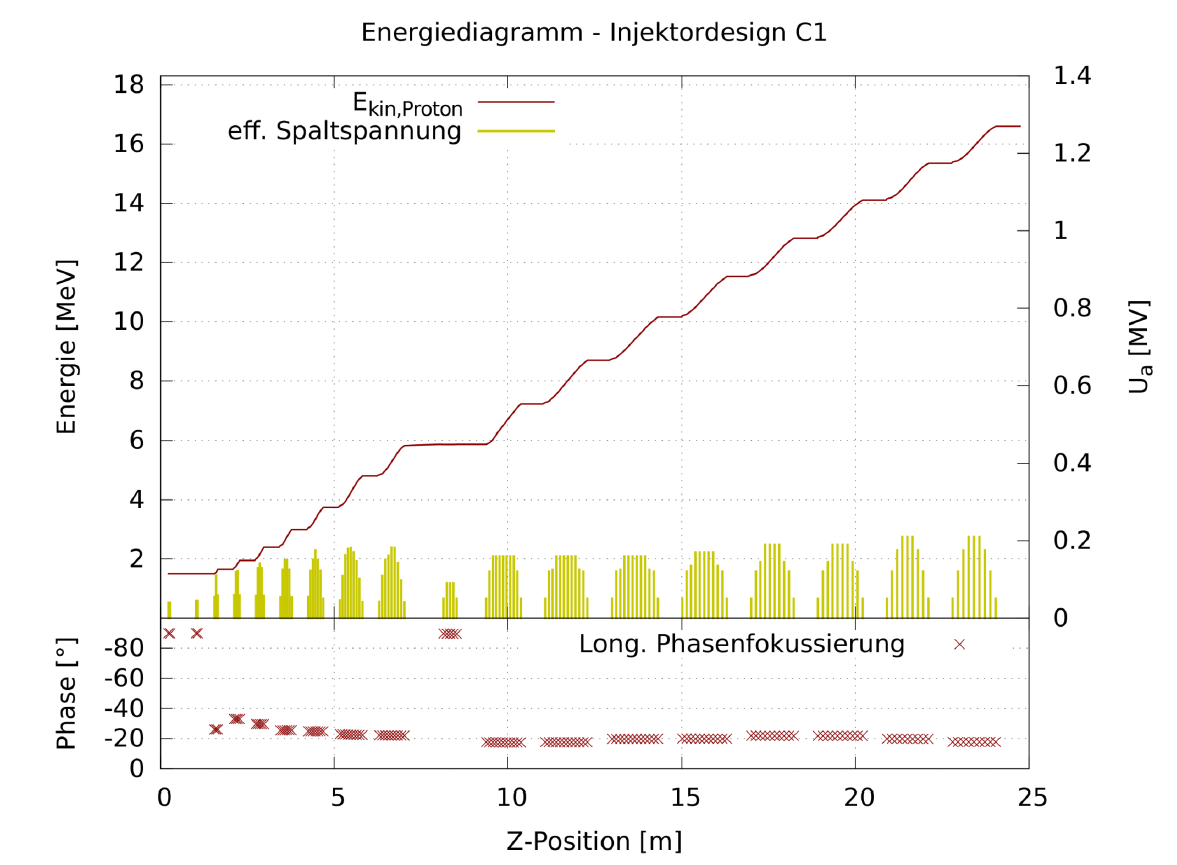 Energiediagramm - Injektordesign C1
E_kin,Proton
eff. Spaltspannung
Energie [MeV]
18
16
14
12
10
8
6
4
2
U_a [MV]
1.4
1.2
1
0.8
0.6
0.4
0.2
0
Long. Phasenfokussierung
Phase [°]
-80
-60
-40
-20
0
0 5 10 15 20 25
Z-Position [m]